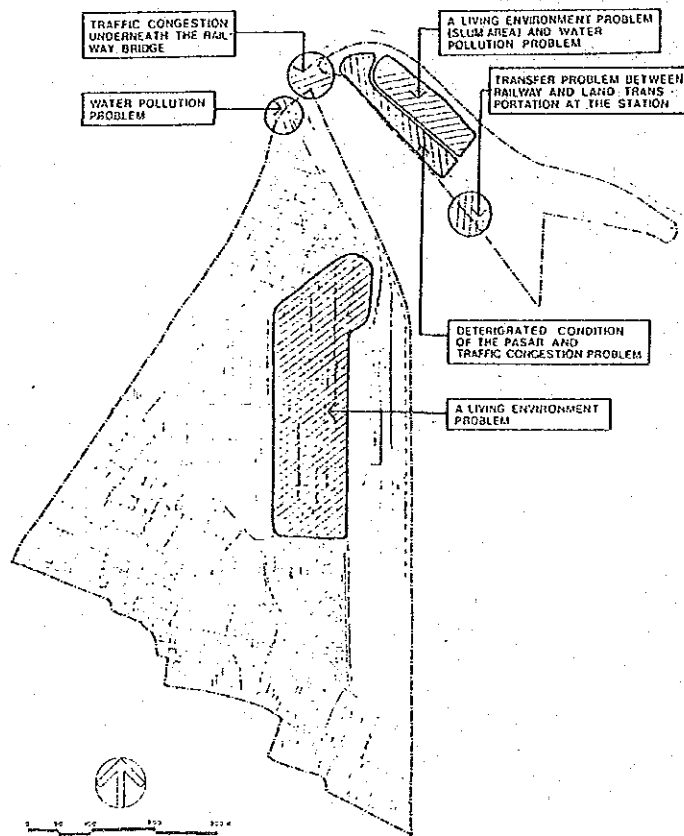 TRAFFIC CONGESTION
UNDERNEATH THE RAIL-
WAY BRIDGE
WATER POLLUTION
PROBLEM
A LIVING ENVIRONMENT PROBLEM
(SLUM AREA) AND WATER
POLLUTION PROBLEM
TRANSFER PROBLEM BETWEEN
RAILWAY AND LAND TRANS-
PORTATION AT THE STATION
DETERIGRATED CONDITION
OF THE PASAR AND
TRAFFIC CONGESTION PROBLEM
A LIVING ENVIRONMENT
PROBLEM
0